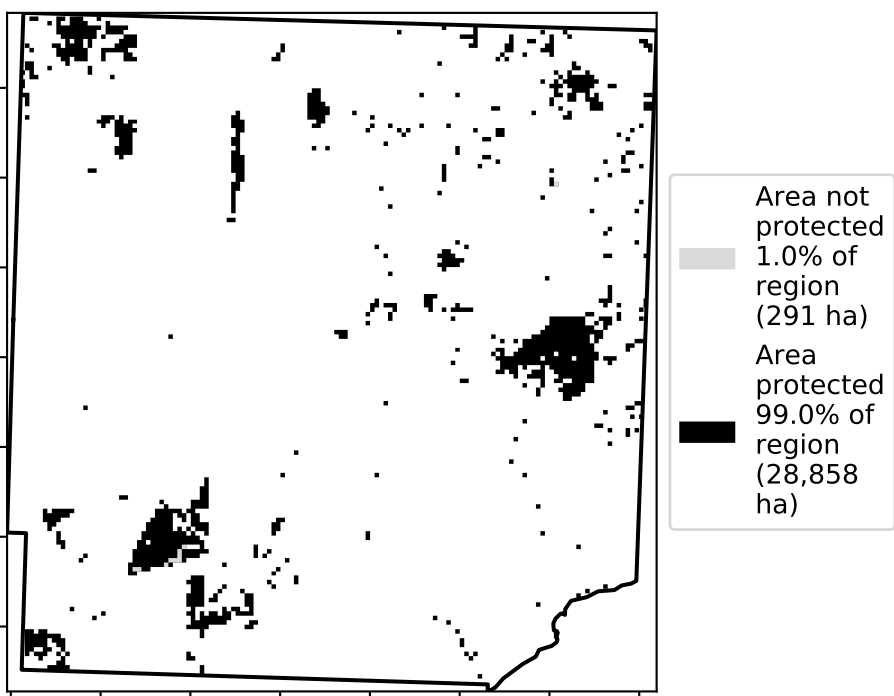 Area not
protected
1.0% of
region
(291 ha)
Area
protected
99.0% of
region
(28,858
ha)